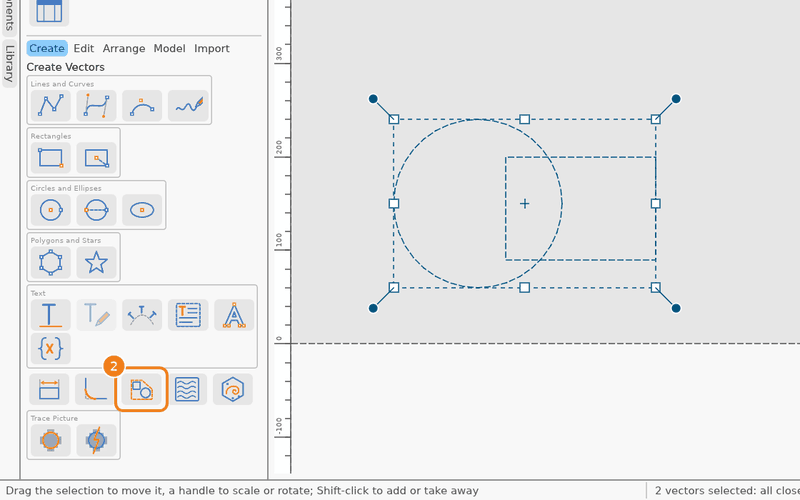 Library
Create Edit Arrange Model Import
Create Vectors
Lines and Curves
Rectangles
Circles and Ellipses
Polygons and Stars
Text
T
T
T
A
{x}
2
Trace Picture
300
200
100
0
-100
Drag the selection to move it, a handle to scale or rotate; Shift-click to add or take away
2 vectors selected: all close